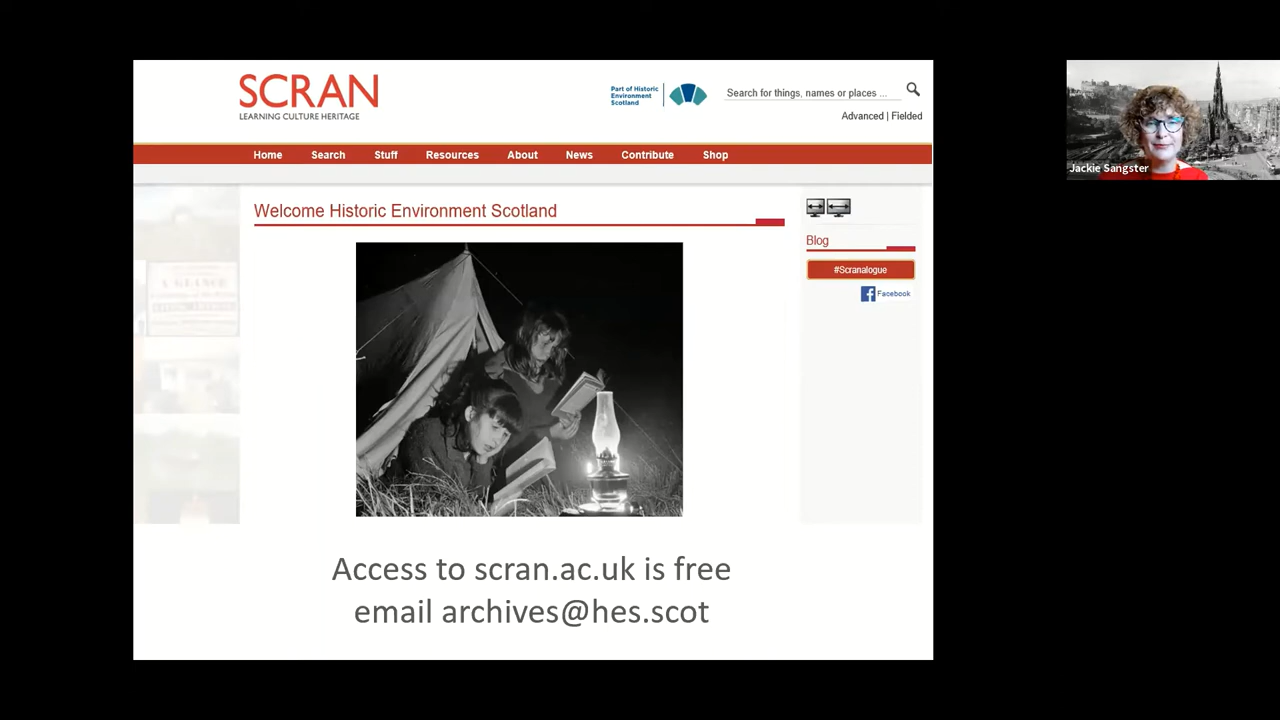 SCRAN
LEARNING CULTURE HERITAGE
Part of Historic
Environment
Scotland
Search for things, names or places ...
Advanced | Fielded
Home Search Stuff Resources About News Contribute Shop
Welcome Historic Environment Scotland
Blog
#Scranalogue
Facebook
Access to scran.ac.uk is free
email archives@hes.scot
Jackie Sangster